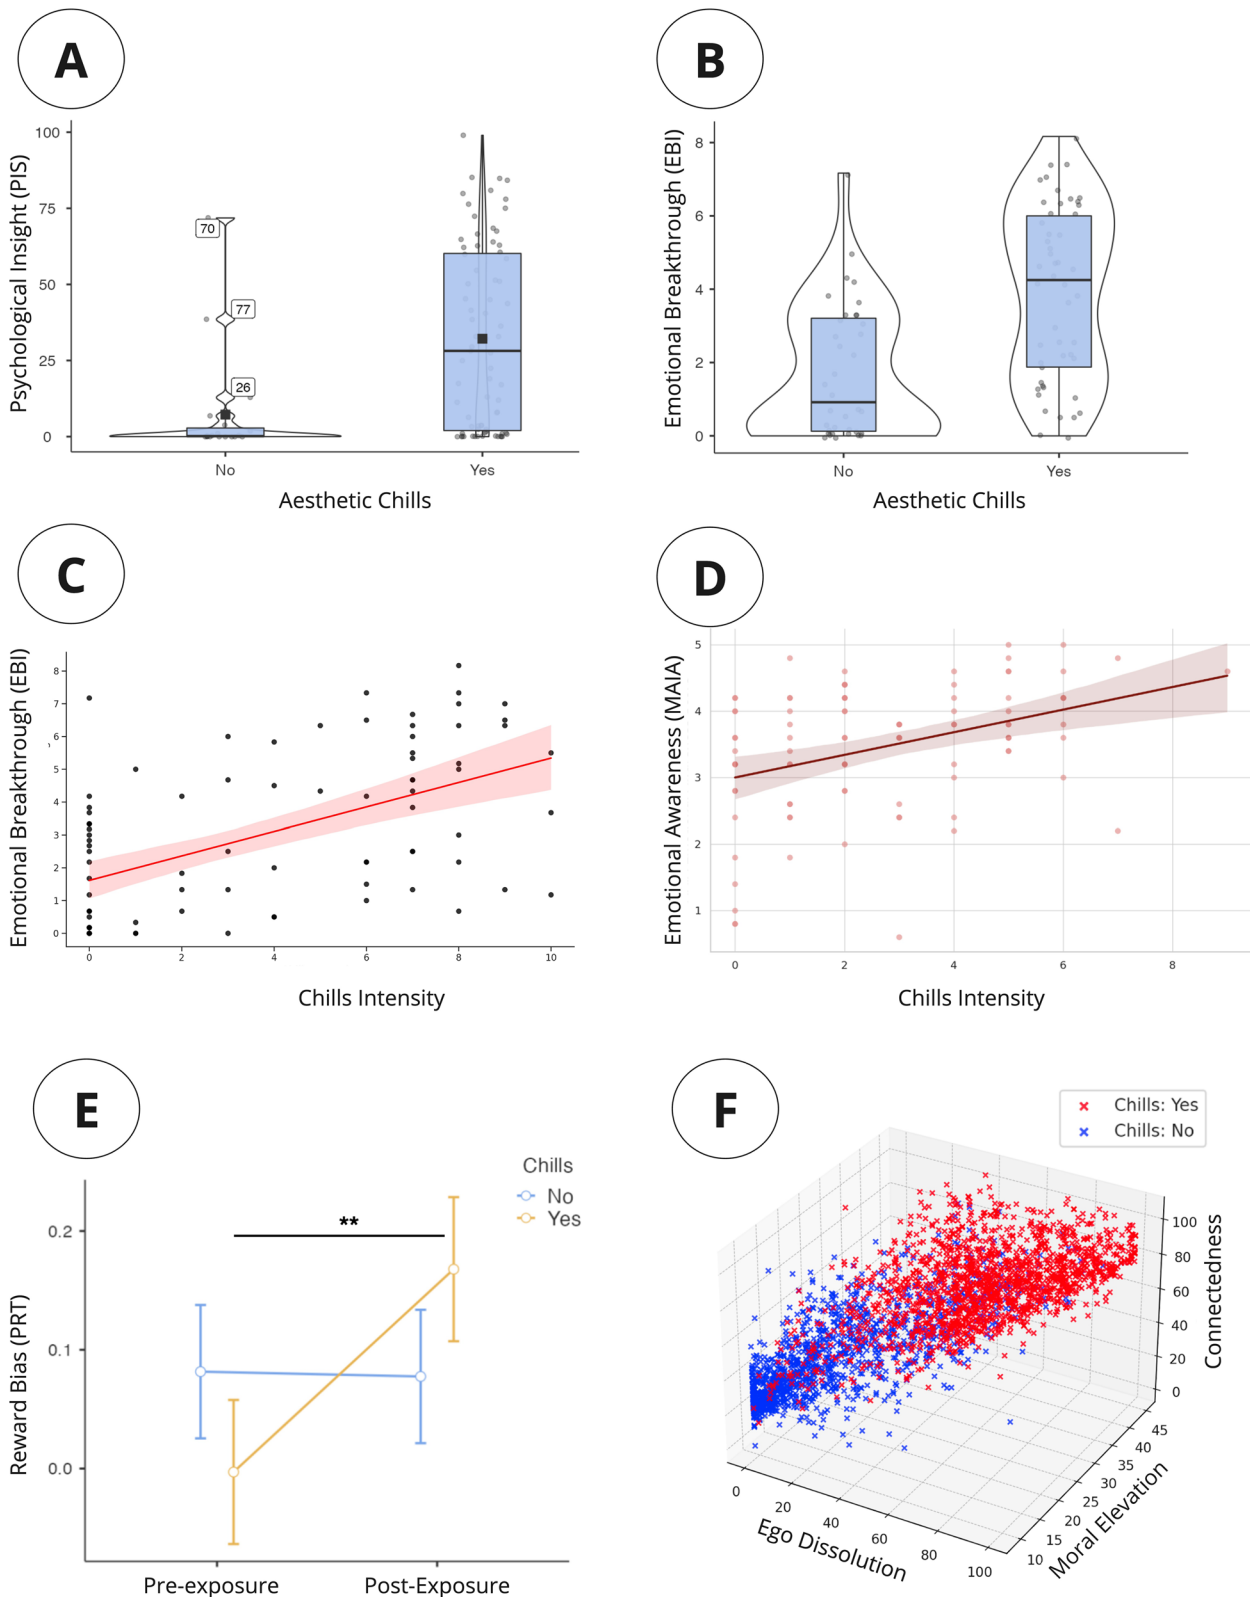 A
Psychological Insight (PIS)
100
75
50
25
0
70
77
26
No
Yes
Aesthetic Chills
B
Emotional Breakthrough (EBI)
8
6
4
2
0
No
Yes
Aesthetic Chills
C
Emotional Breakthrough (EBI)
8
7
6
5
4
3
2
1
0
0
2
4
6
8
10
Chills Intensity
D
Emotional Awareness (MAIA)
5
4
3
2
1
0
2
4
6
8
Chills Intensity
E
Reward Bias (PRT)
0.2
0.1
0.0
**
Chills
No
Yes
Pre-exposure
Post-Exposure
F
Chills: Yes
Chills: No
Connectedness
100
80
60
40
20
0
Moral Elevation
45
40
35
30
25
20
15
10
Ego Dissolution
0
20
40
60
80
100